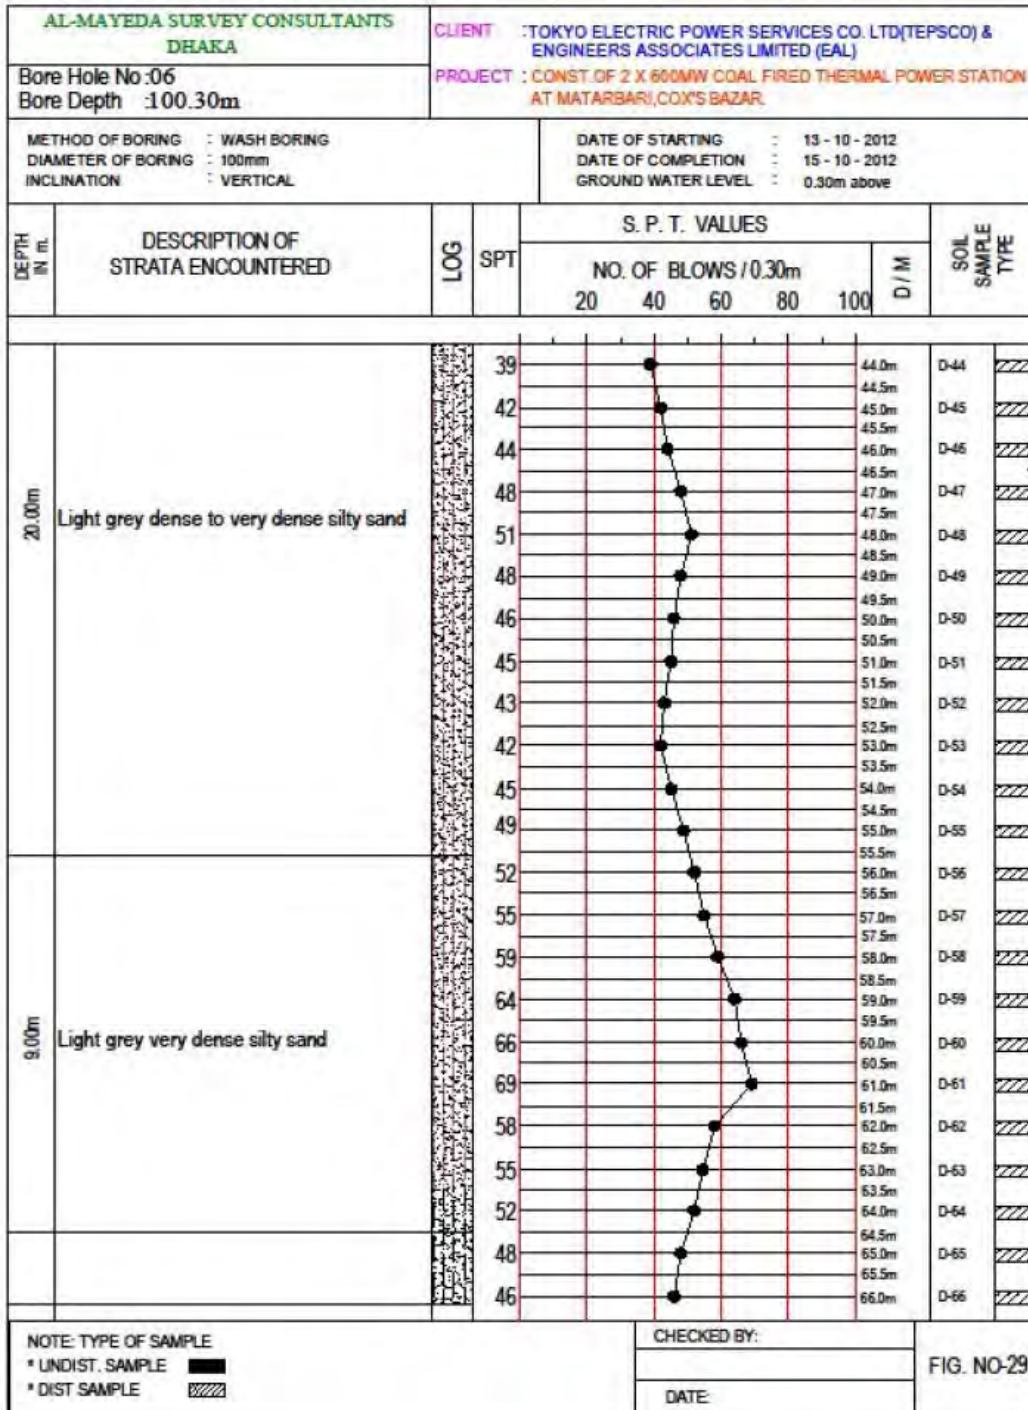 AL-MAYEDA SURVEY CONSULTANTS
DHAKA
Bore Hole No :06
Bore Depth :100.30m
CLIENT : TOKYO ELECTRIC POWER SERVICES CO. LTD(TEPSCO) &
ENGINEERS ASSOCIATES LIMITED (EAL)
PROJECT : CONST. OF 2 X 600MW COAL FIRED THERMAL POWER STATION
AT MATARBARI,COX'S BAZAR.
METHOD OF BORING : WASH BORING
DIAMETER OF BORING : 100mm
INCLINATION : VERTICAL
DATE OF STARTING : 13 - 10 - 2012
DATE OF COMPLETION : 15 - 10 - 2012
GROUND WATER LEVEL : 0.30m above
DEPTH
IN m.
DESCRIPTION OF
STRATA ENCOUNTERED
LOG
SPT
S. P. T. VALUES
NO. OF BLOWS / 0.30m
20 40 60 80 100
D / M
SOIL
SAMPLE
TYPE
39 44.0m D-44
44.5m
42 45.0m D-45
45.5m
44 46.0m D-46
46.5m
48 47.0m D-47
47.5m
20.00m
Light grey dense to very dense silty sand
51 48.0m D-48
48.5m
48 49.0m D-49
49.5m
46 50.0m D-50
50.5m
45 51.0m D-51
51.5m
43 52.0m D-52
52.5m
42 53.0m D-53
53.5m
45 54.0m D-54
54.5m
49 55.0m D-55
55.5m
52 56.0m D-56
56.5m
55 57.0m D-57
57.5m
59 58.0m D-58
58.5m
64 59.0m D-59
59.5m
9.00m
Light grey very dense silty sand
66 60.0m D-60
60.5m
69 61.0m D-61
61.5m
58 62.0m D-62
62.5m
55 63.0m D-63
63.5m
52 64.0m D-64
64.5m
48 65.0m D-65
65.5m
46 66.0m D-66
NOTE: TYPE OF SAMPLE
* UNDIST. SAMPLE
* DIST SAMPLE
CHECKED BY:
DATE:
FIG. NO-29